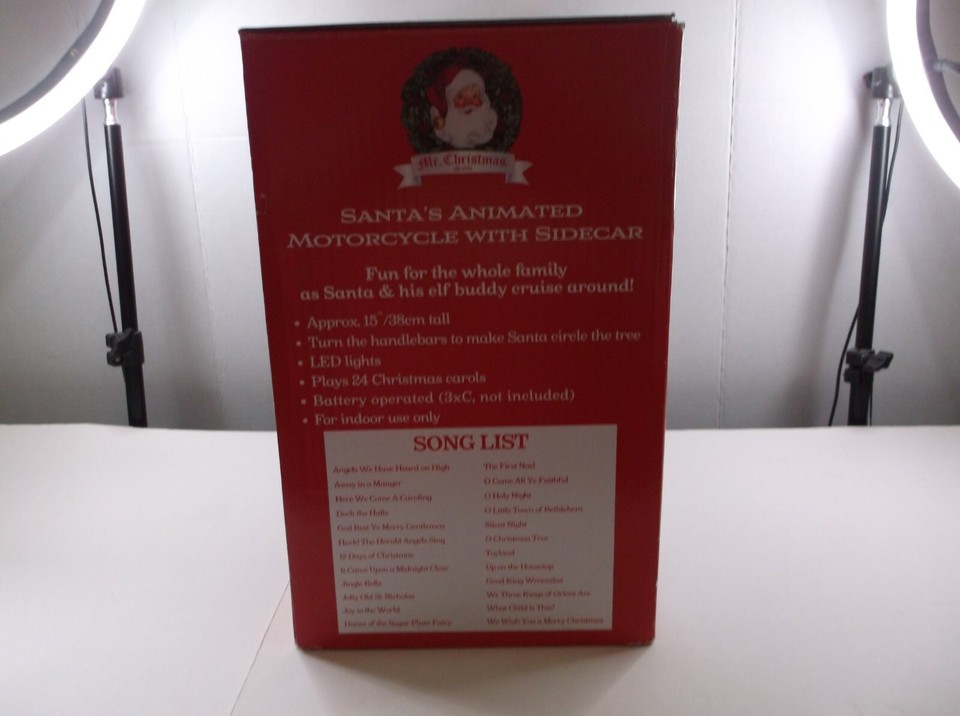 Mr. Christmas
SANTA'S ANIMATED
MOTORCYCLE WITH SIDECAR
Fun for the whole family
as Santa & his elf buddy cruise around!
• Approx. 15"/38cm tall
• Turn the handlebars to make Santa circle the tree
• LED lights
• Plays 24 Christmas carols
• Battery operated (3xC, not included)
• For indoor use only
SONG LIST
Angels We Have Heard on High
Away in a Manger
Here We Come A Caroling
Deck the Halls
God Rest Ye Merry Gentlemen
Hark! The Herald Angels Sing
12 Days of Christmas
It Came Upon a Midnight Clear
Jingle Bells
Jolly Old St. Nicholas
Joy to the World
Dance of the Sugar Plum Fairy
The First Noel
O Come All Ye Faithful
O Holy Night
O Little Town of Bethlehem
Silent Night
O Christmas Tree
Toyland
Up on the Housetop
Good King Wenceslas
We Three Kings of Orient Are
What Child is This?
We Wish You a Merry Christmas